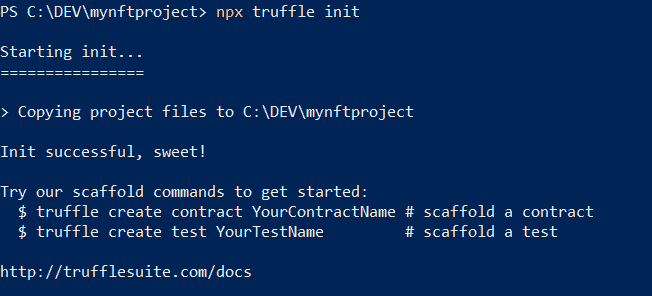 PS C:\DEV\mynftproject> npx truffle init
Starting init...
================
> Copying project files to C:\DEV\mynftproject
Init successful, sweet!
Try our scaffold commands to get started:
$ truffle create contract YourContractName # scaffold a contract
$ truffle create test YourTestName # scaffold a test
http://trufflesuite.com/docs